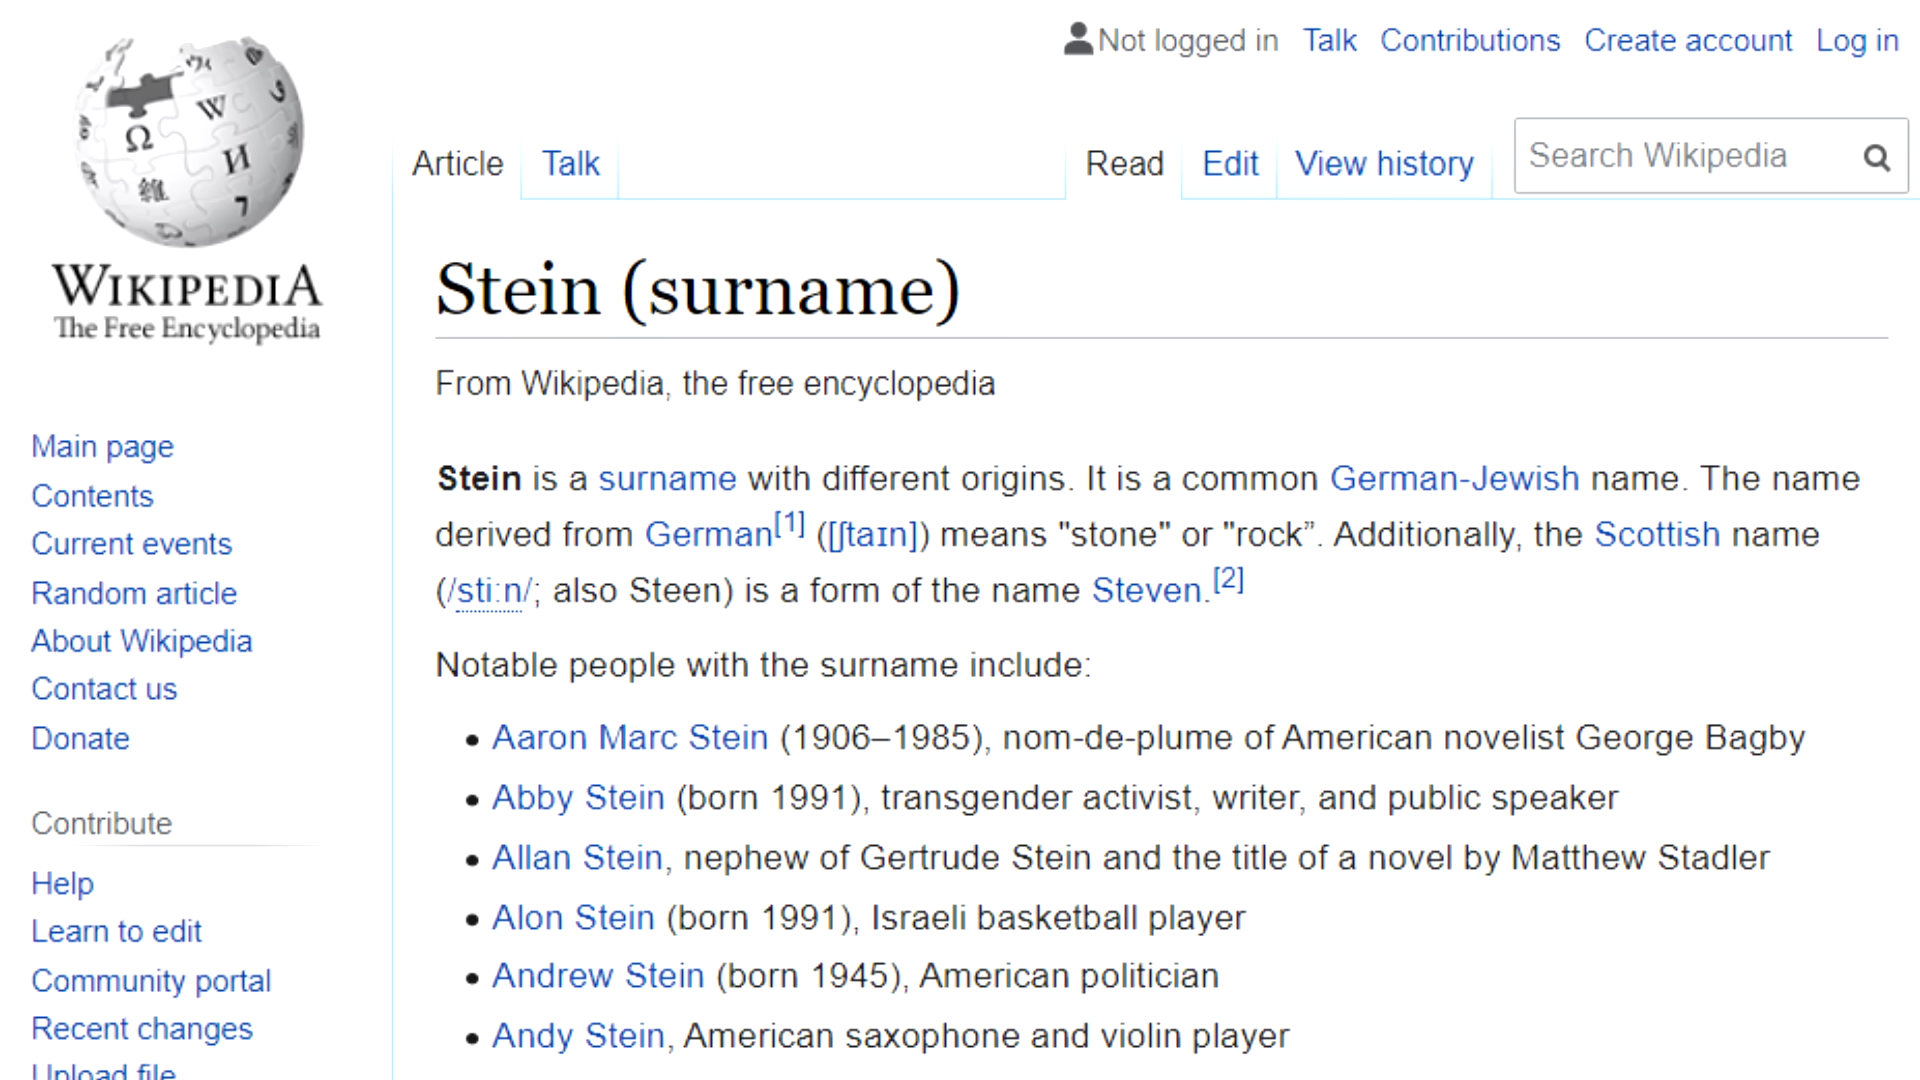 Not logged in Talk Contributions Create account Log in
Article Talk Read Edit View history Search Wikipedia
WIKIPEDIA
The Free Encyclopedia
Main page
Contents
Current events
Random article
About Wikipedia
Contact us
Donate
Contribute
Help
Learn to edit
Community portal
Recent changes
Upload file
Stein (surname)
From Wikipedia, the free encyclopedia
Stein is a surname with different origins. It is a common German-Jewish name. The name
derived from German[1] ([ʃtaɪn]) means "stone" or "rock”. Additionally, the Scottish name
(/stiːn/; also Steen) is a form of the name Steven.[2]
Notable people with the surname include:
• Aaron Marc Stein (1906–1985), nom-de-plume of American novelist George Bagby
• Abby Stein (born 1991), transgender activist, writer, and public speaker
• Allan Stein, nephew of Gertrude Stein and the title of a novel by Matthew Stadler
• Alon Stein (born 1991), Israeli basketball player
• Andrew Stein (born 1945), American politician
• Andy Stein, American saxophone and violin player